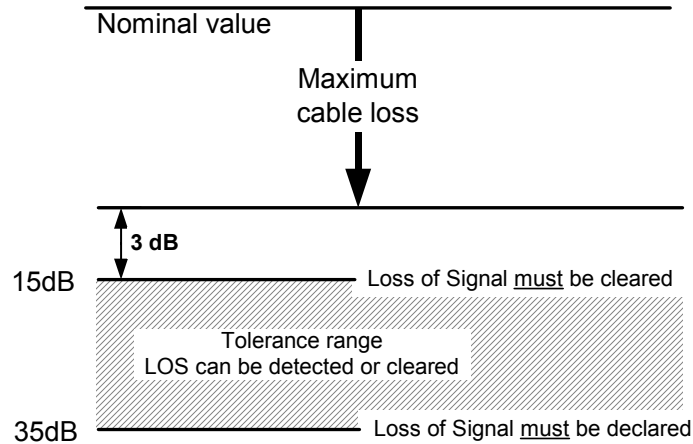 Nominal value
Maximum
cable loss
3 dB
15dB
Loss of Signal must be cleared
Tolerance range
LOS can be detected or cleared
35dB
Loss of Signal must be declared